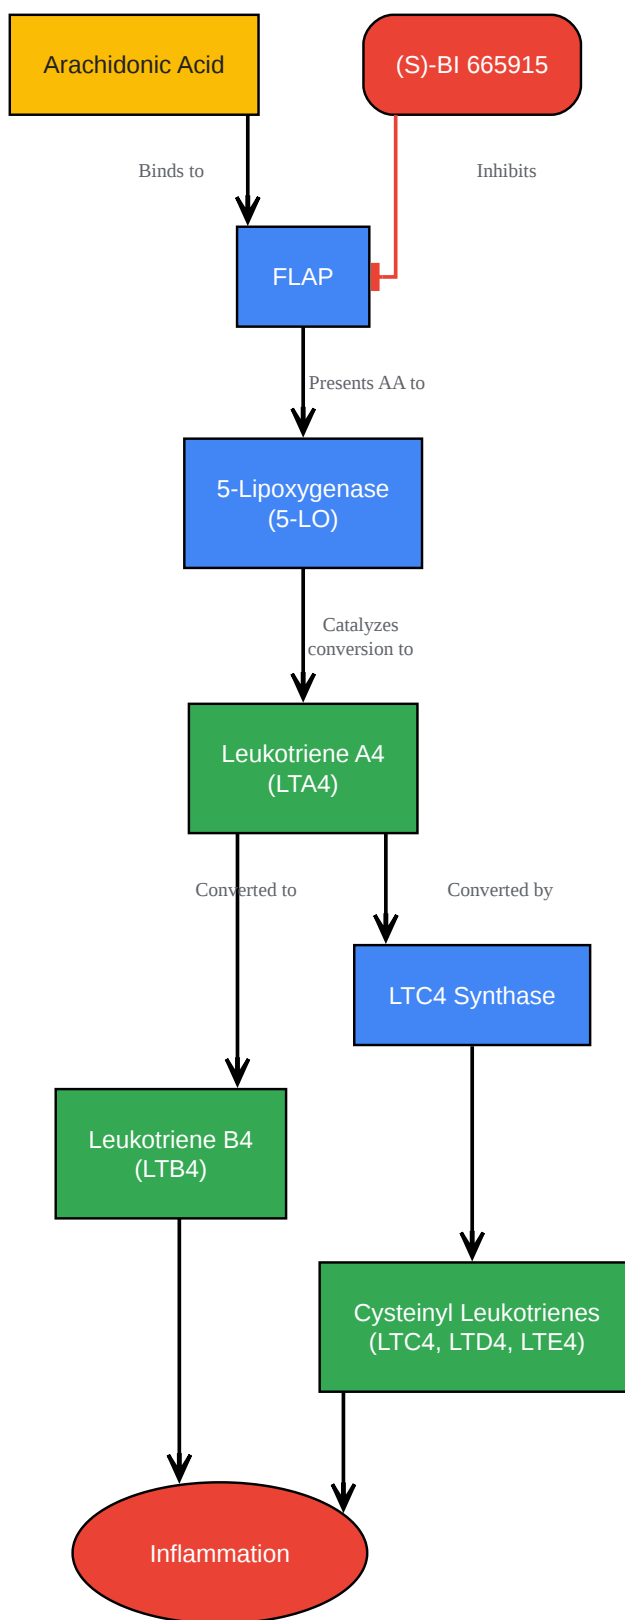 Arachidonic Acid
(S)-BI 665915
Binds to
Inhibits
FLAP
Presents AA to
5-Lipoxygenase
(5-LO)
Catalyzes
conversion to
Leukotriene A4
(LTA4)
Converted to
Converted by
LTC4 Synthase
Leukotriene B4
(LTB4)
Cysteinyl Leukotrienes
(LTC4, LTD4, LTE4)
Inflammation